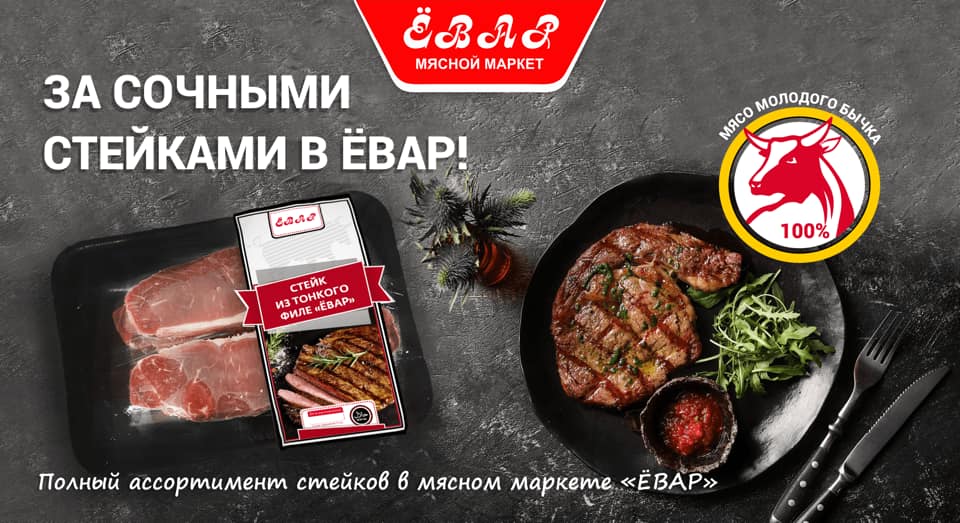 ЁВАР
МЯСНОЙ МАРКЕТ
ЗА СОЧНЫМИ
СТЕЙКАМИ В ЁВАР!
МЯСО МОЛОДОГО БЫЧКА
100%
ЁВАР
СТЕЙК
ИЗ ТОНКОГО
ФИЛЕ «ЁВАР»
Полный ассортимент стейков в мясном маркете «ЁВАР»